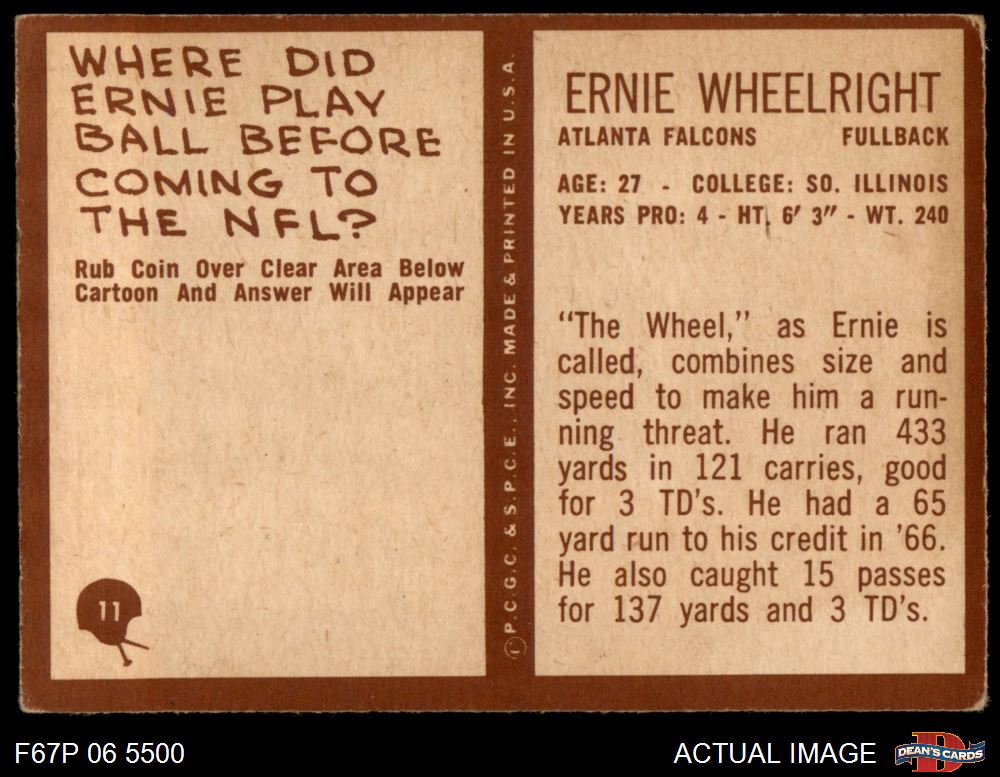 WHERE DID
ERNIE PLAY
BALL BEFORE
COMING TO
THE NFL?
Rub Coin Over Clear Area Below
Cartoon And Answer Will Appear
11
©P.C.G.C. & S.P.C.E., INC. MADE & PRINTED IN U.S.A.
ERNIE WHEELRIGHT
ATLANTA FALCONS FULLBACK
AGE: 27 - COLLEGE: SO. ILLINOIS
YEARS PRO: 4 - HT. 6' 3" - WT. 240
"The Wheel," as Ernie is
called, combines size and
speed to make him a run-
ning threat. He ran 433
yards in 121 carries, good
for 3 TD's. He had a 65
yard run to his credit in '66.
He also caught 15 passes
for 137 yards and 3 TD's.
F67P 06 5500
ACTUAL IMAGE
D
DEAN'S CARDS